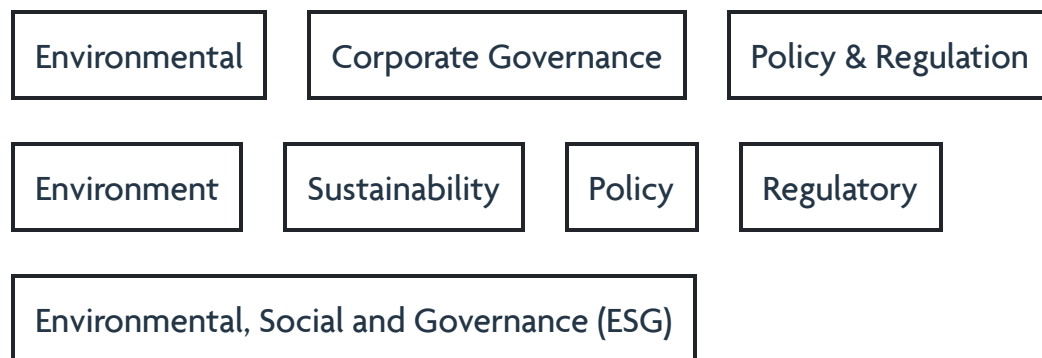 Environmental Corporate Governance Policy & Regulation
Environment Sustainability Policy Regulatory
Environmental, Social and Governance (ESG)